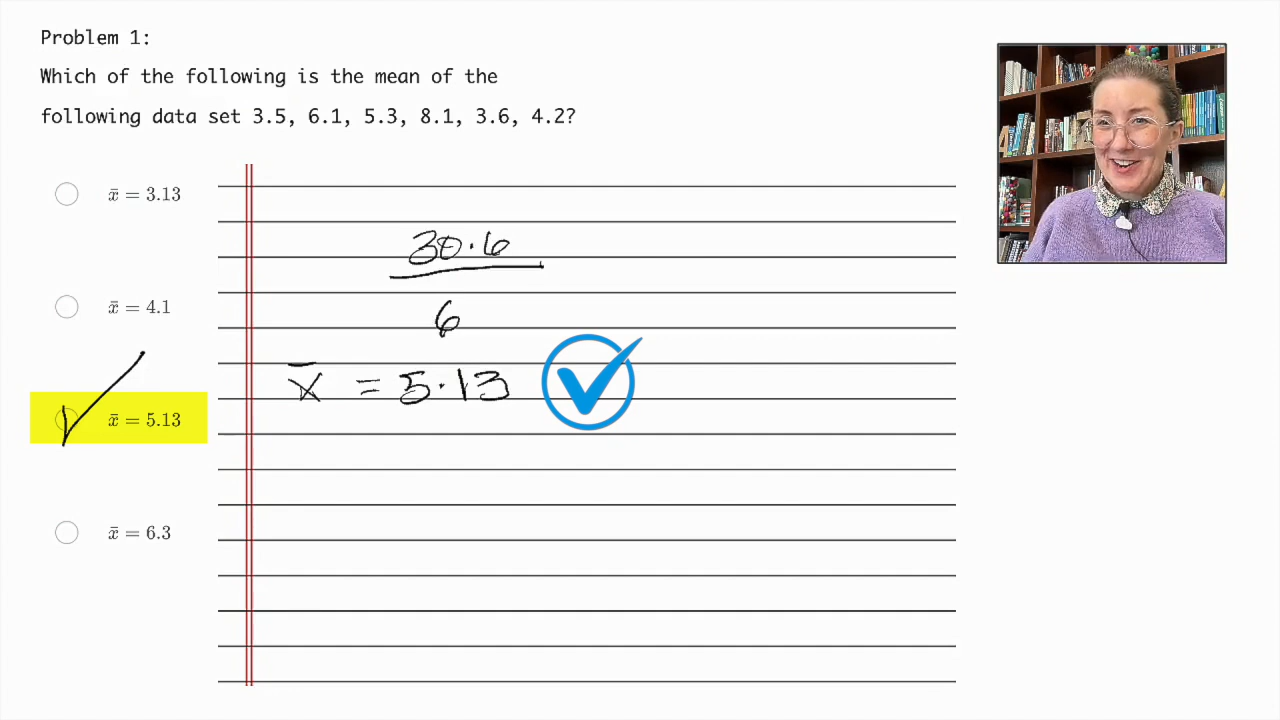 Problem 1:
Which of the following is the mean of the
following data set 3.5, 6.1, 5.3, 8.1, 3.6, 4.2?
x̄ = 3.13
30·6
6
x̄ = 4.1
x̄ = 5·13
x̄ = 5.13
x̄ = 6.3